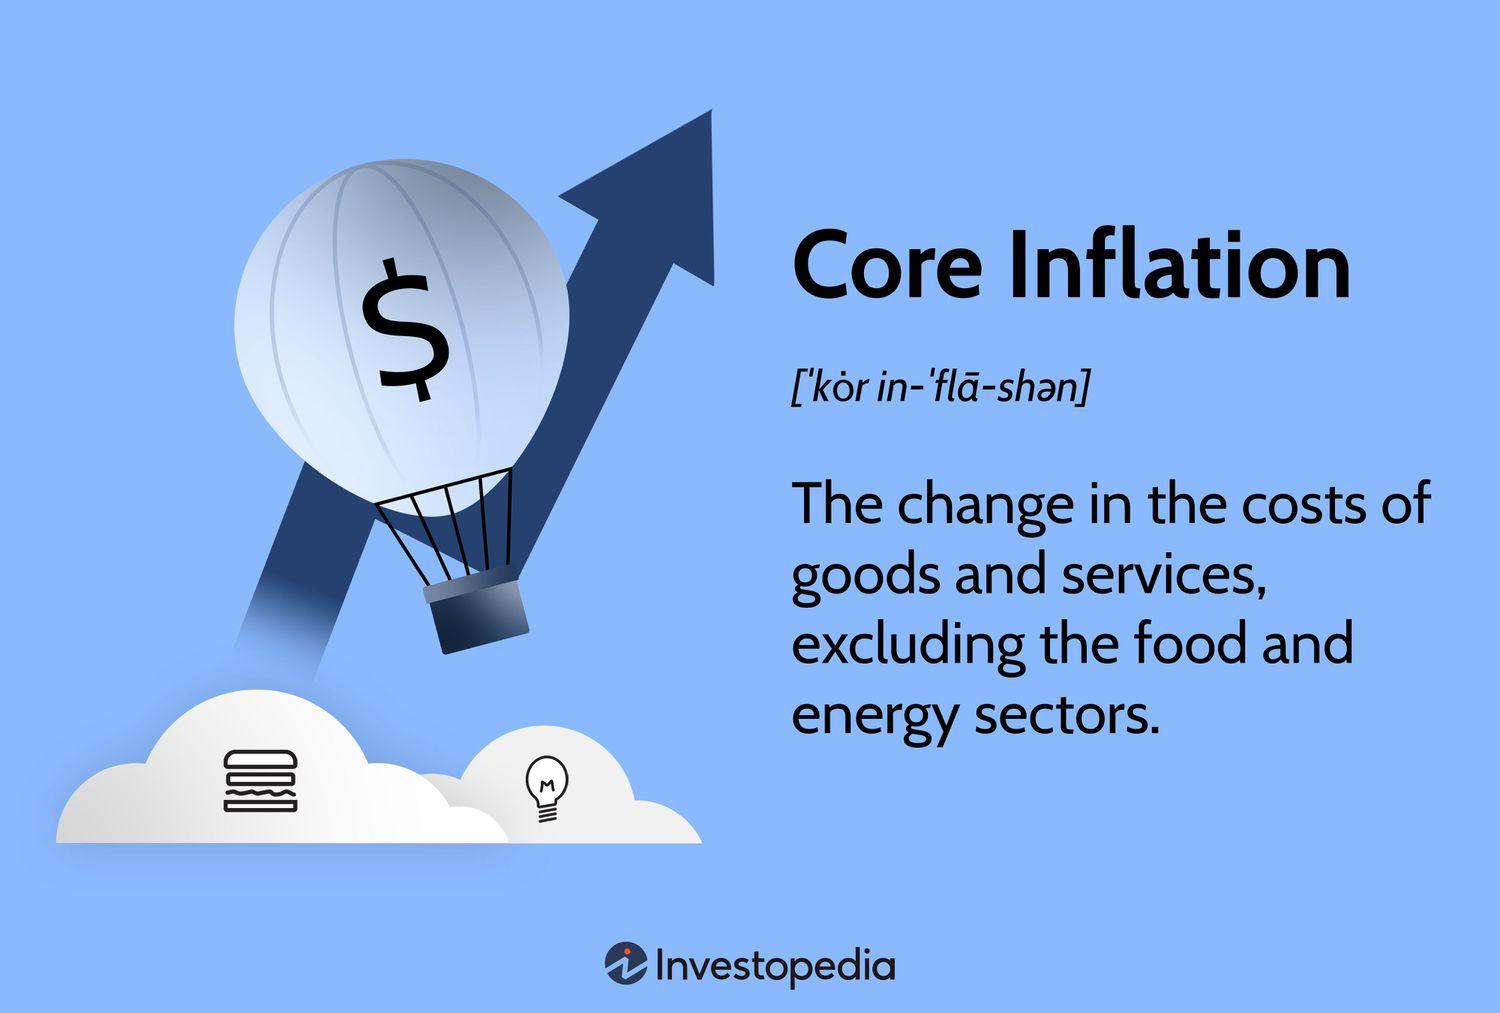 $
Core Inflation
[ˈkȯr in-ˈflā-shən]
The change in the costs of
goods and services,
excluding the food and
energy sectors.
Investopedia